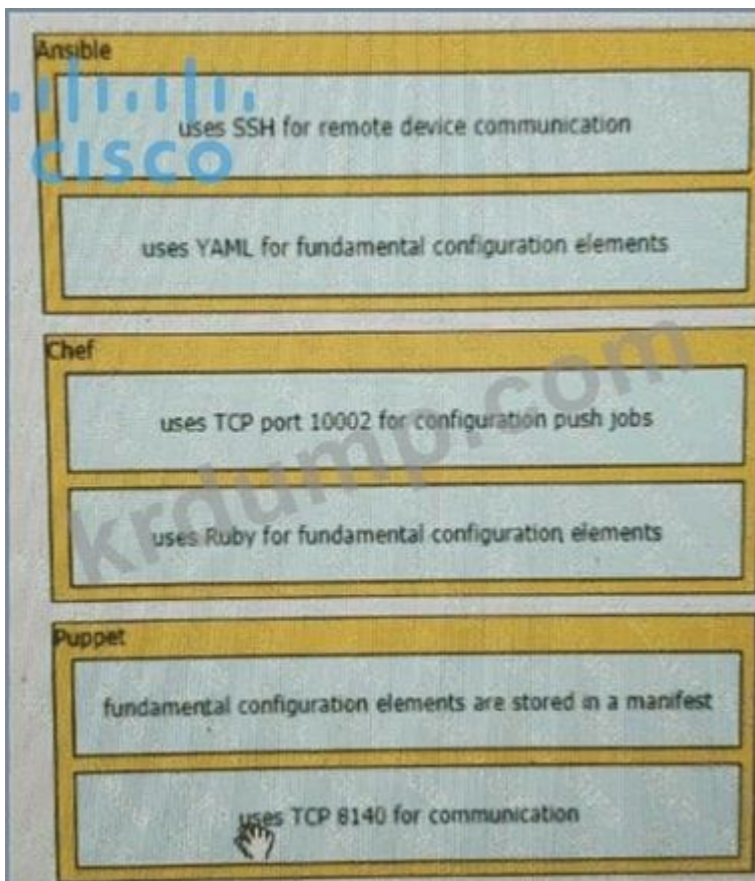 Ansible
uses SSH for remote device communication
CISCO
uses YAML for fundamental configuration elements
Chef
uses TCP port 10002 for configuration push jobs
krdump.com
uses Ruby for fundamental configuration elements
Puppet
fundamental configuration elements are stored in a manifest
uses TCP 8140 for communication